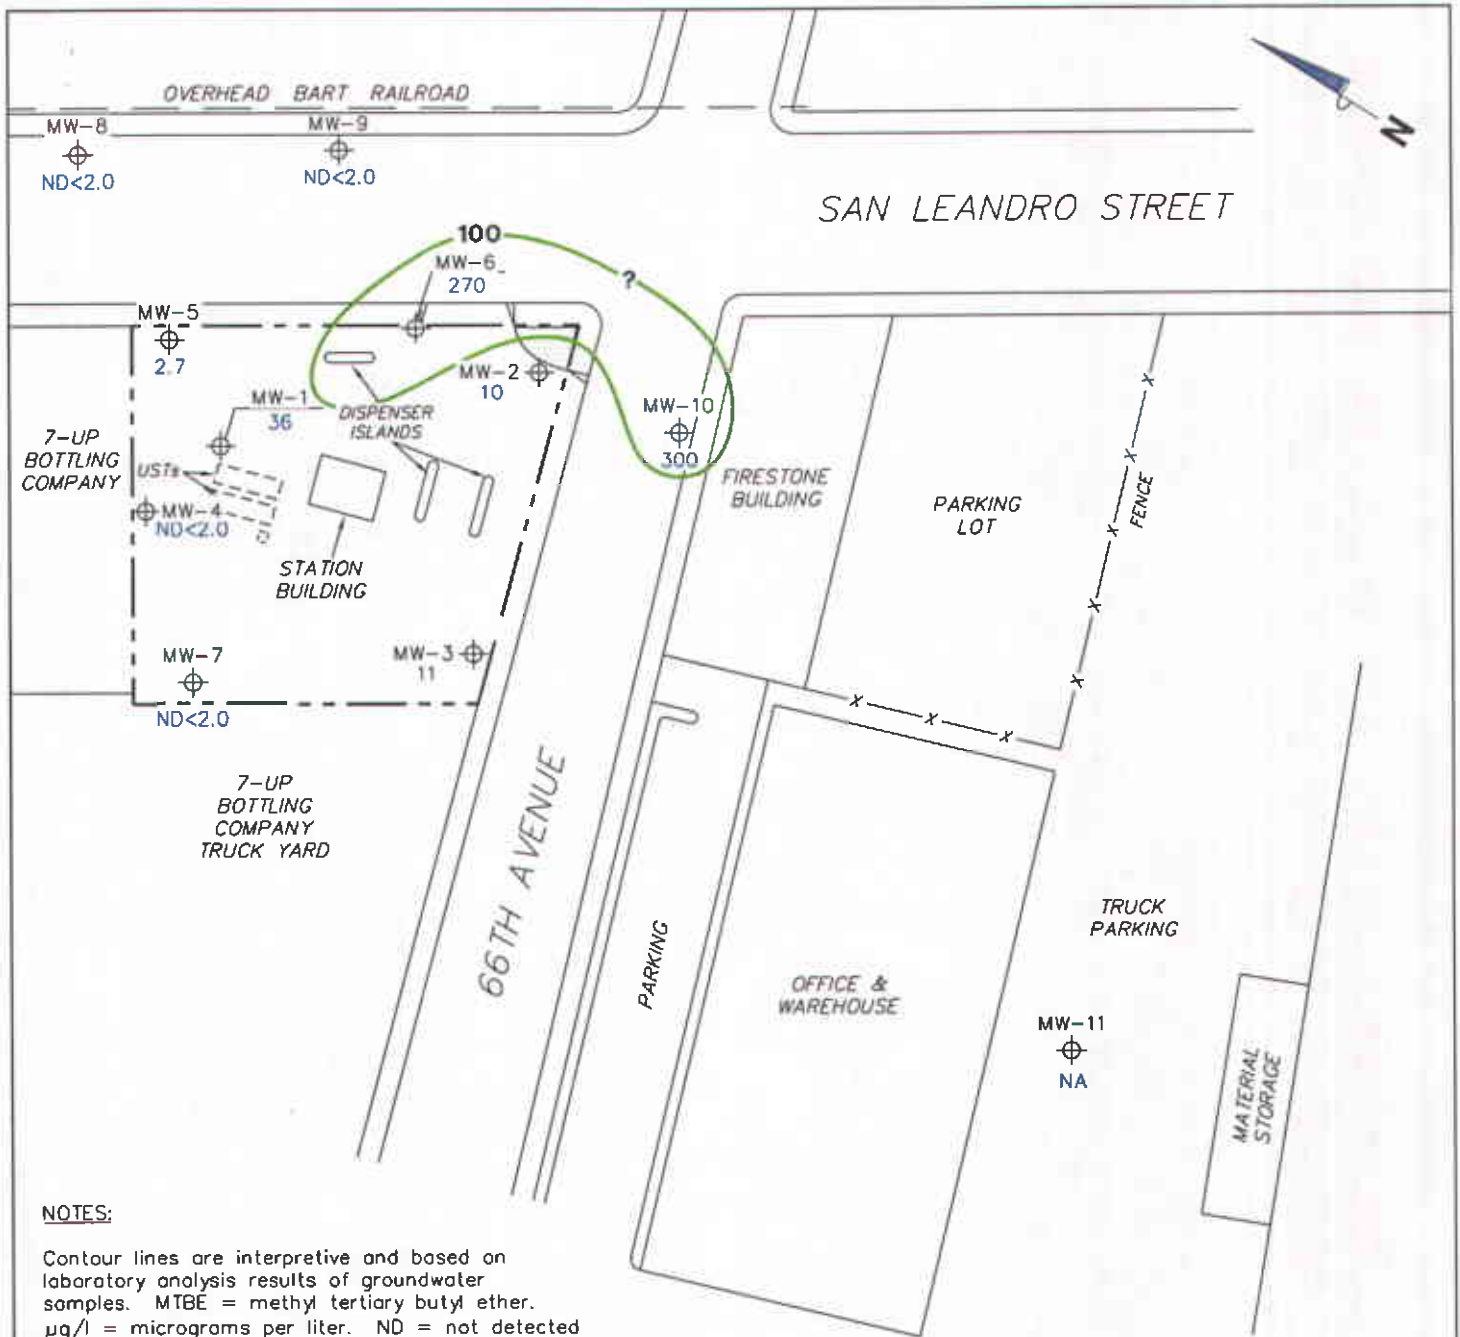 OVERHEAD BART RAILROAD
MW-8
ND<2.0
MW-9
ND<2.0
N
SAN LEANDRO STREET
100
?
MW-6
270
MW-5
2.7
MW-2
10
MW-1
36
DISPENSER
ISLANDS
MW-10
300
7-UP
BOTTLING
COMPANY
USTs
MW-4
ND<2.0
STATION
BUILDING
FIRESTONE
BUILDING
PARKING
LOT
FENCE
MW-3
11
MW-7
ND<2.0
7-UP
BOTTLING
COMPANY
TRUCK YARD
66TH AVENUE
PARKING
OFFICE &
WAREHOUSE
TRUCK
PARKING
MW-11
NA
MATERIAL
STORAGE
NOTES:
Contour lines are interpretive and based on
laboratory analysis results of groundwater
samples. MTBE = methyl tertiary butyl ether.
µg/l = micrograms per liter. ND = not detected